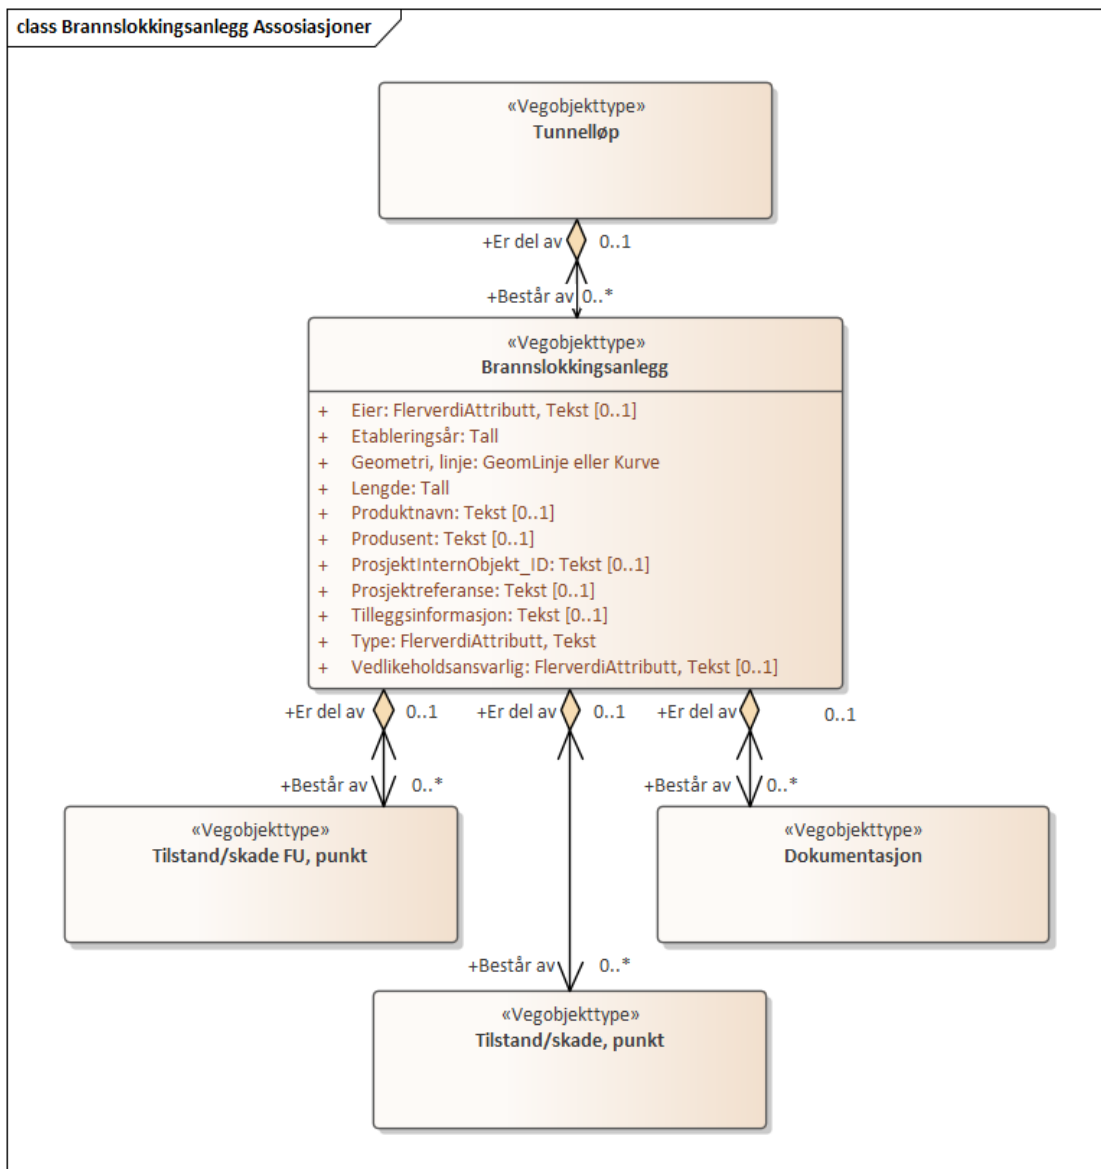 class Brannslokkingsanlegg Assosiasjoner
«Vegobjekttype»
Tunnelløp
+Er del av 0..1
+Består av 0..*
«Vegobjekttype»
Brannslokkingsanlegg
+ Eier: FlerverdiAttributt, Tekst [0..1]
+ Etableringsår: Tall
+ Geometri, linje: GeomLinje eller Kurve
+ Lengde: Tall
+ Produktnavn: Tekst [0..1]
+ Produsent: Tekst [0..1]
+ ProsjektInternObjekt_ID: Tekst [0..1]
+ Prosjektreferanse: Tekst [0..1]
+ Tilleggsinformasjon: Tekst [0..1]
+ Type: FlerverdiAttributt, Tekst
+ Vedlikeholdsansvarlig: FlerverdiAttributt, Tekst [0..1]
+Er del av 0..1 +Er del av 0..1 +Er del av 0..1
+Består av 0..* +Består av 0..*
«Vegobjekttype»
Tilstand/skade FU, punkt
«Vegobjekttype»
Dokumentasjon
+Består av 0..*
«Vegobjekttype»
Tilstand/skade, punkt